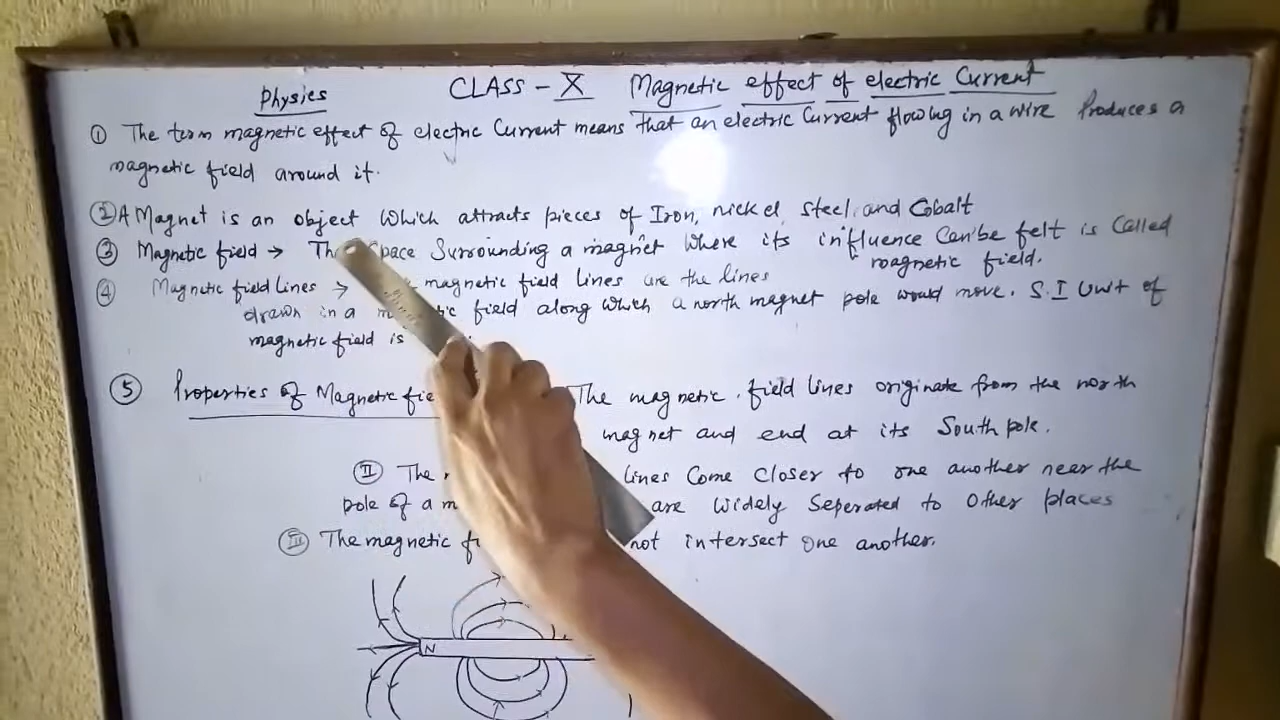 Physics CLASS - X Magnetic effect of electric Current
① The term magnetic effect of electric Current means that an electric Current flowing in a wire Produces a
magnetic field around it.
② A Magnet is an object Which attracts pieces of Iron, nickel, Steel, and Cobalt
③ Magnetic field → Space Surrounding a magnet Where its influence Can be felt is Called
magnetic field.
④ Magnetic field Lines → magnetic field Lines are the lines
drawn in a field along which a north magnet pole would move. S.I Unit of
magnetic field is
⑤ Properties of Magnetic The magnetic field lines originate from the north
magnet and end at its South pole.
II The lines Come Closer to one another near the
pole of a are Widely Seperated to Other places
III The magnetic not intersect One another.
N